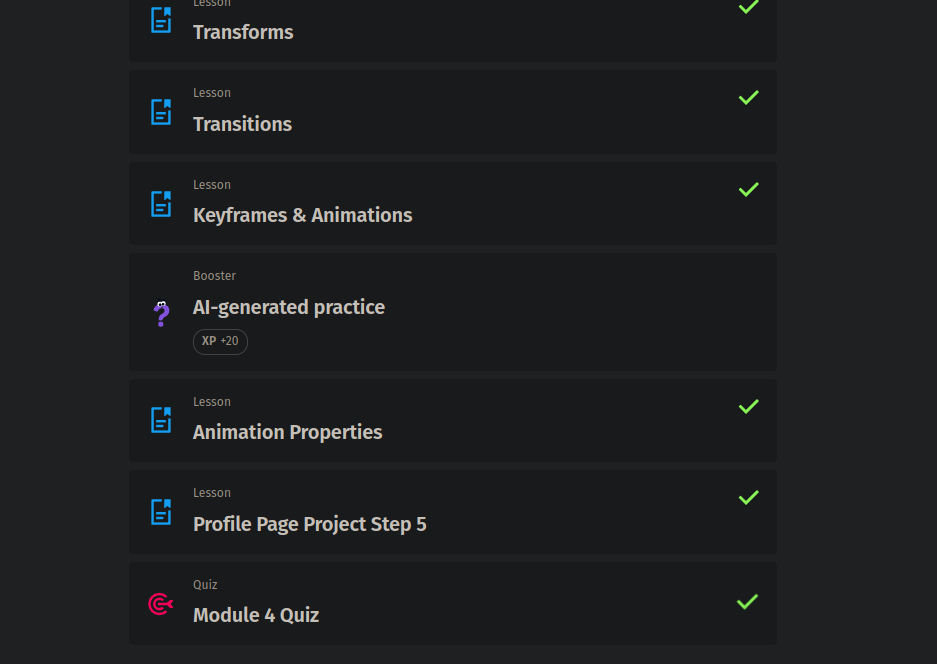 Lesson
Transforms
Lesson
Transitions
Lesson
Keyframes & Animations
Booster
AI-generated practice
XP +20
Lesson
Animation Properties
Lesson
Profile Page Project Step 5
Quiz
Module 4 Quiz